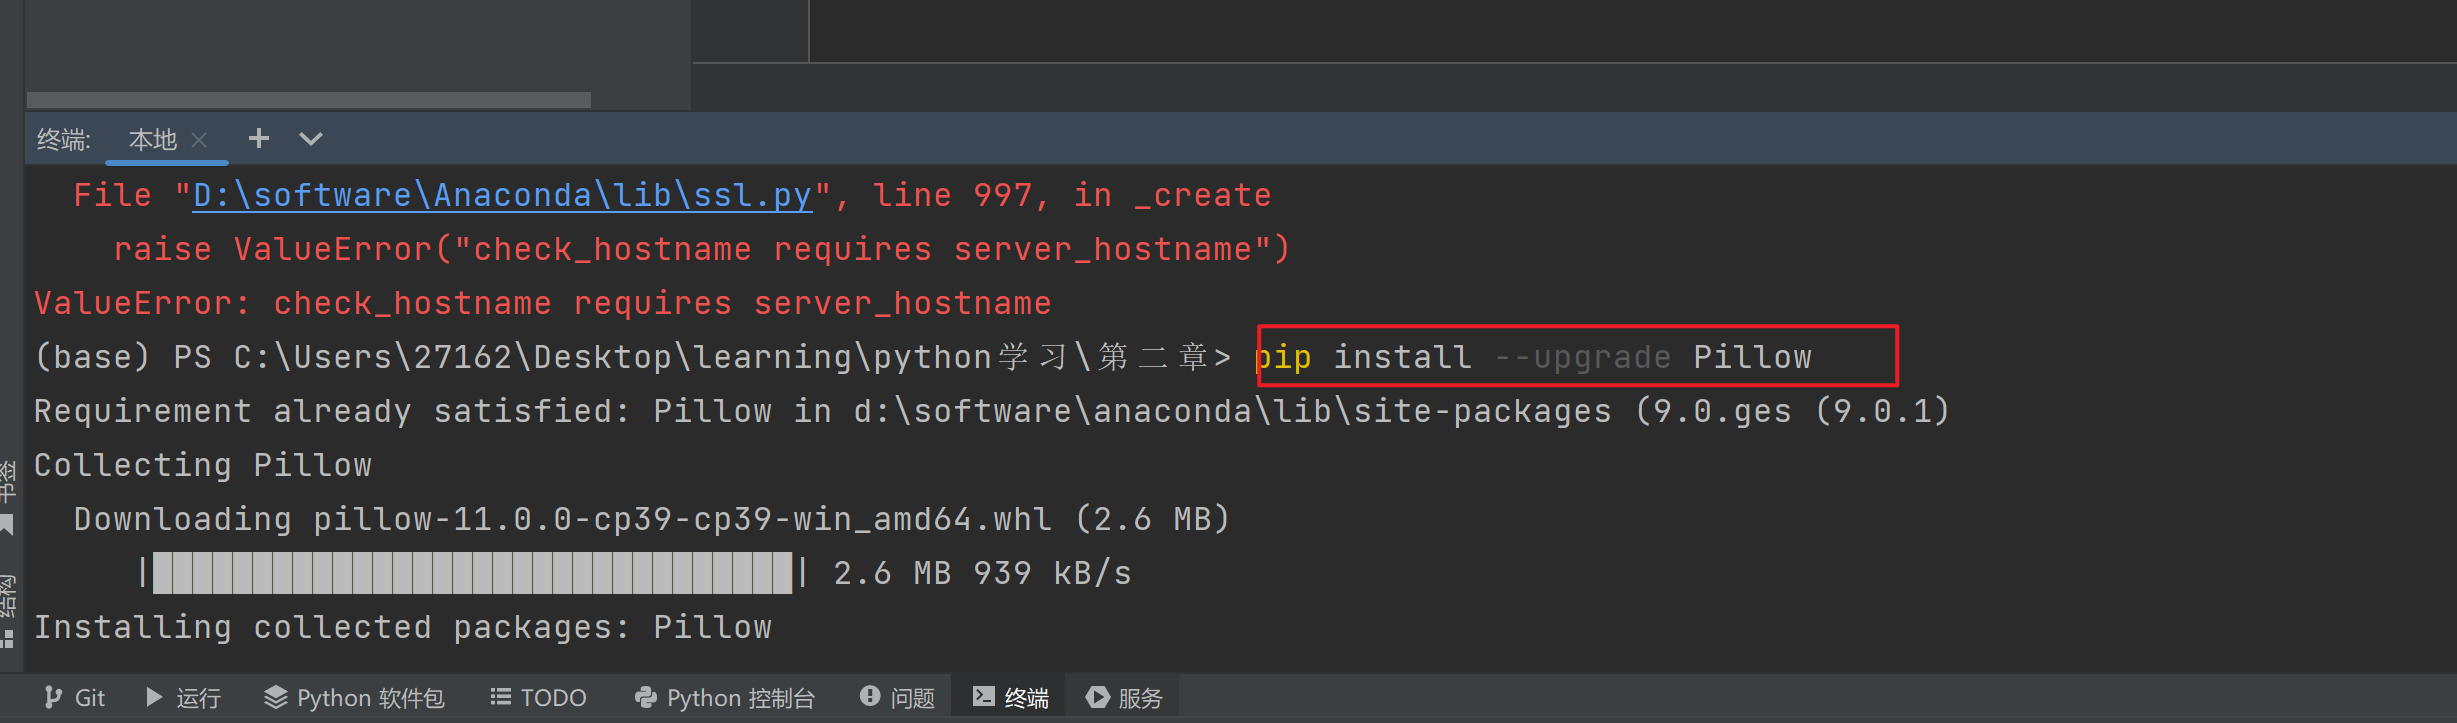 终端: 本地
File "D:\software\Anaconda\lib\ssl.py", line 997, in _create
raise ValueError("check_hostname requires server_hostname")
ValueError: check_hostname requires server_hostname
(base) PS C:\Users\27162\Desktop\learning\python学习\第二章> pip install --upgrade Pillow
Requirement already satisfied: Pillow in d:\software\anaconda\lib\site-packages (9.0.ges (9.0.1)
Collecting Pillow
Downloading pillow-11.0.0-cp39-cp39-win_amd64.whl (2.6 MB)
|████████████████████████████████| 2.6 MB 939 kB/s
Installing collected packages: Pillow
书签
结构
Git 运行 Python 软件包 TODO Python 控制台 问题 终端 服务